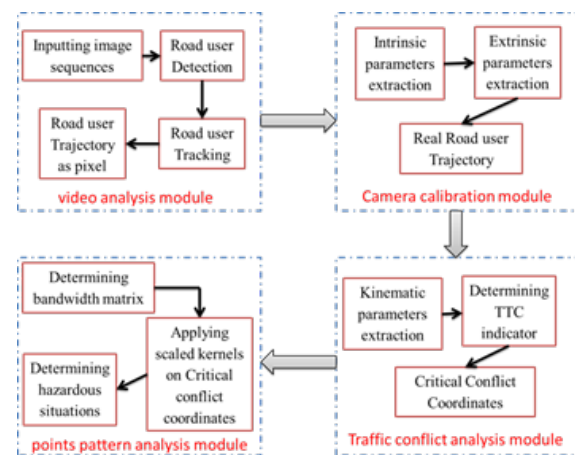 Inputting image
sequences
Road user
Detection
Road user
Trajectory
as pixel
Road user
Tracking
video analysis module
Intrinsic
parameters
extraction
Extrinsic
parameters
extraction
Real Road user
Trajectory
Camera calibration module
Determining
bandwidth matrix
Applying
scaled kernels
on Critical
conflict
coordinates
Determining
hazardous
situations
points pattern analysis module
Kinematic
parameters
extraction
Determining
TTC
indicator
Critical Conflict
Coordinates
Traffic conflict analysis module